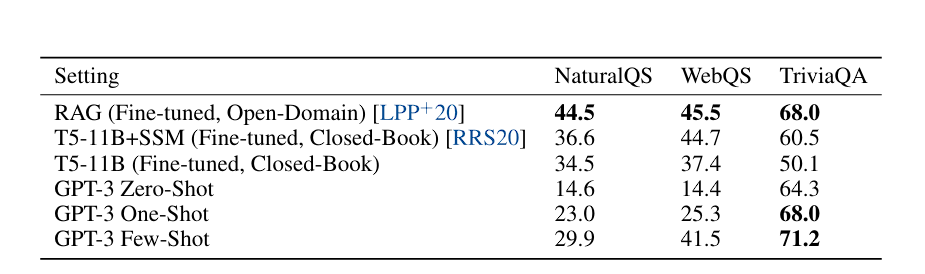 Setting NaturalQS WebQS TriviaQA
RAG (Fine-tuned, Open-Domain) [LPP+20] 44.5 45.5 68.0
T5-11B+SSM (Fine-tuned, Closed-Book) [RRS20] 36.6 44.7 60.5
T5-11B (Fine-tuned, Closed-Book) 34.5 37.4 50.1
GPT-3 Zero-Shot 14.6 14.4 64.3
GPT-3 One-Shot 23.0 25.3 68.0
GPT-3 Few-Shot 29.9 41.5 71.2